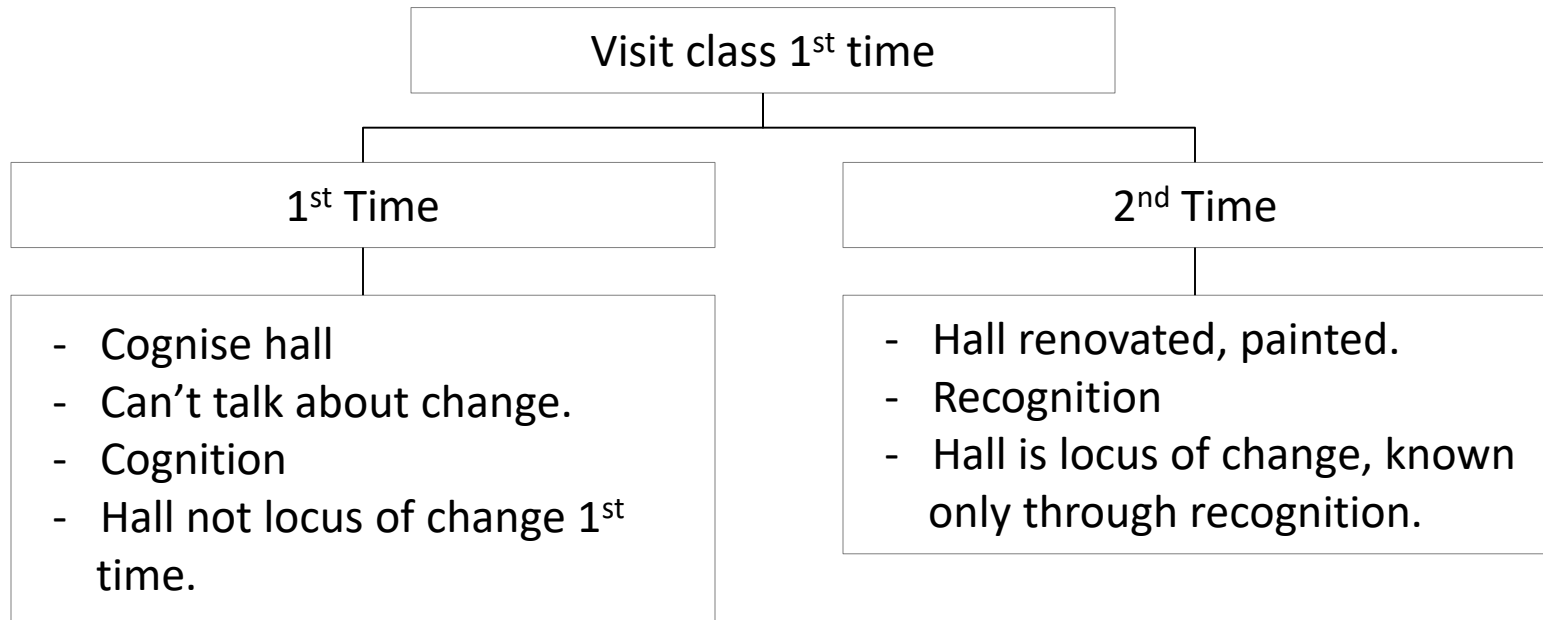 Visit class 1st time
1st Time
2nd Time
- Cognise hall
- Can’t talk about change.
- Cognition
- Hall not locus of change 1st
time.
- Hall renovated, painted.
- Recognition
- Hall is locus of change, known
only through recognition.